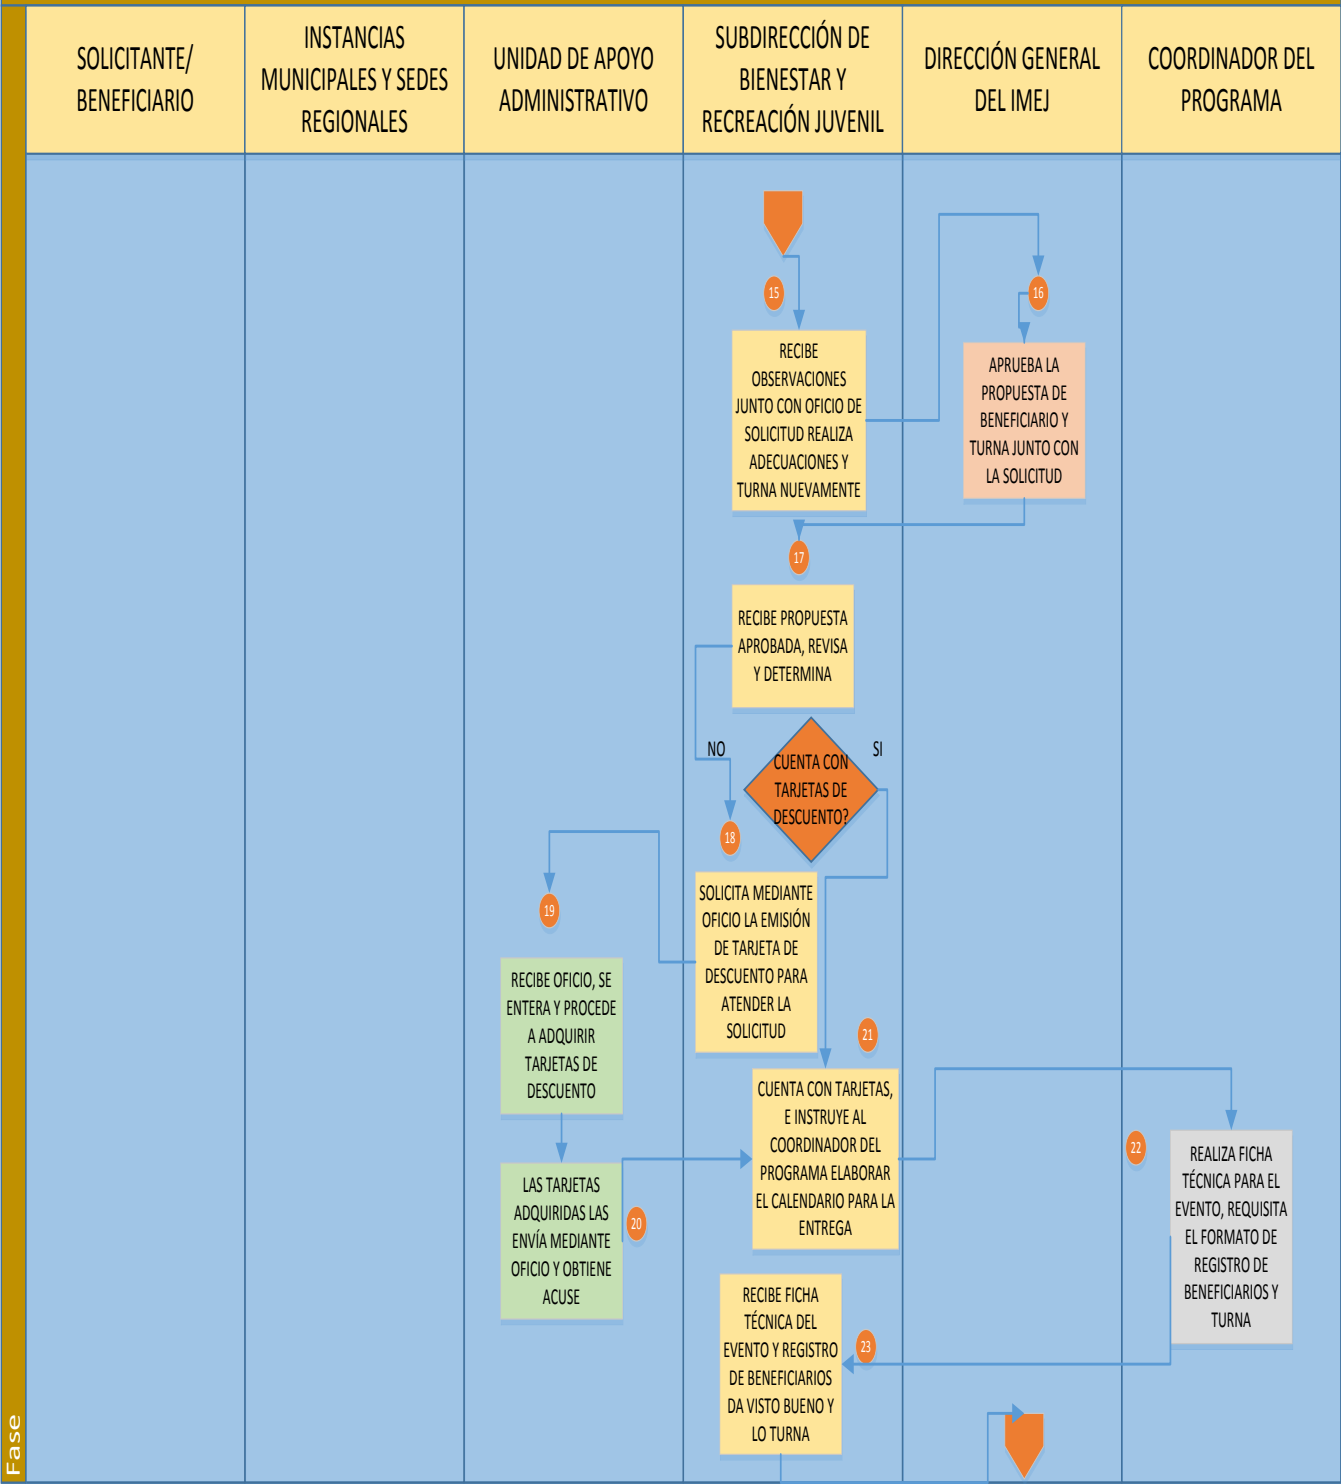 SOLICITANTE/
BENEFICIARIO
INSTANCIAS
MUNICIPALES Y SEDES
REGIONALES
UNIDAD DE APOYO
ADMINISTRATIVO
SUBDIRECCIÓN DE
BIENESTAR Y
RECREACIÓN JUVENIL
DIRECCIÓN GENERAL
DEL IMEJ
COORDINADOR DEL
PROGRAMA
15
RECIBE
OBSERVACIONES
JUNTO CON OFICIO DE
SOLICITUD REALIZA
ADECUACIONES Y
TURNA NUEVAMENTE
16
APRUEBA LA
PROPUESTA DE
BENEFICIARIO Y
TURNA JUNTO CON
LA SOLICITUD
17
RECIBE PROPUESTA
APROBADA, REVISA
Y DETERMINA
NO
CUENTA CON
TARJETAS DE
DESCUENTO?
SI
18
SOLICITA MEDIANTE
OFICIO LA EMISIÓN
DE TARJETA DE
DESCUENTO PARA
ATENDER LA
SOLICITUD
19
RECIBE OFICIO, SE
ENTERA Y PROCEDE
A ADQUIRIR
TARJETAS DE
DESCUENTO
LAS TARJETAS
ADQUIRIDAS LAS
ENVÍA MEDIANTE
OFICIO Y OBTIENE
ACUSE
20
21
CUENTA CON TARJETAS,
E INSTRUYE AL
COORDINADOR DEL
PROGRAMA ELABORAR
EL CALENDARIO PARA LA
ENTREGA
22
REALIZA FICHA
TÉCNICA PARA EL
EVENTO, REQUISITA
EL FORMATO DE
REGISTRO DE
BENEFICIARIOS Y
TURNA
23
RECIBE FICHA
TÉCNICA DEL
EVENTO Y REGISTRO
DE BENEFICIARIOS
DA VISTO BUENO Y
LO TURNA
Fase